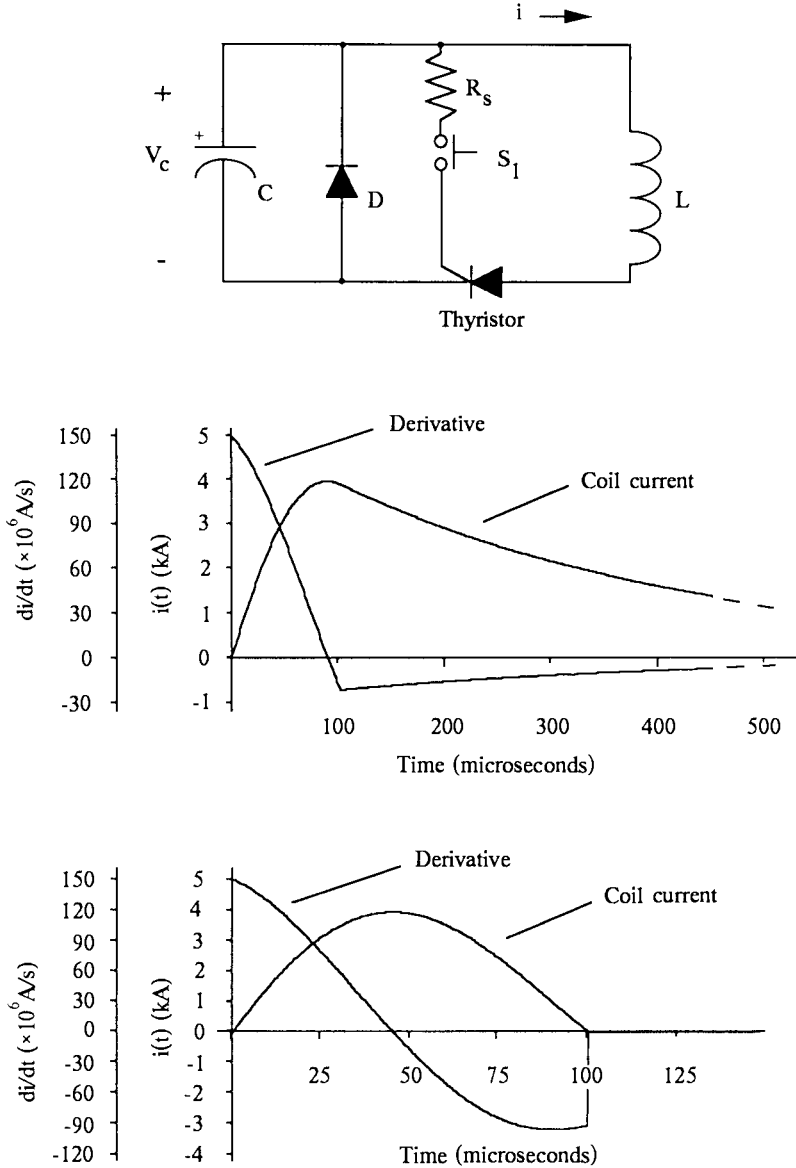 i
+
+
V_c
C
D
R_s
S_1
L
-
Thyristor
Derivative
Coil current
di/dt (×10^6 A/s)
150
120
90
60
30
0
-30
i(t) (kA)
5
4
3
2
1
0
-1
100 200 300 400 500
Time (microseconds)
Derivative
Coil current
di/dt (×10^6 A/s)
150
120
90
60
30
0
-30
-60
-90
-120
i(t) (kA)
5
4
3
2
1
0
-1
-2
-3
-4
25 50 75 100 125
Time (microseconds)